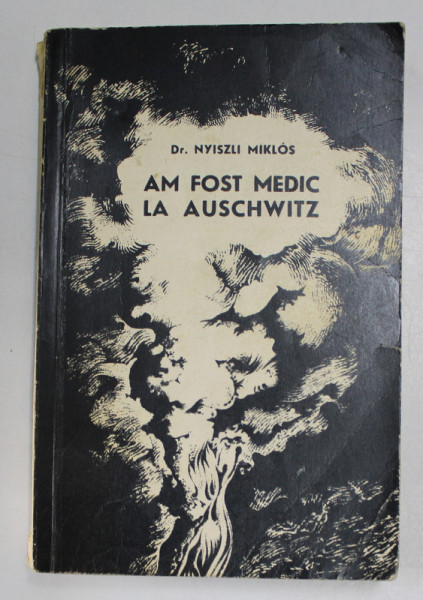 Dr. NYISZLI MIKLÓS
AM FOST MEDIC
LA AUSCHWITZ